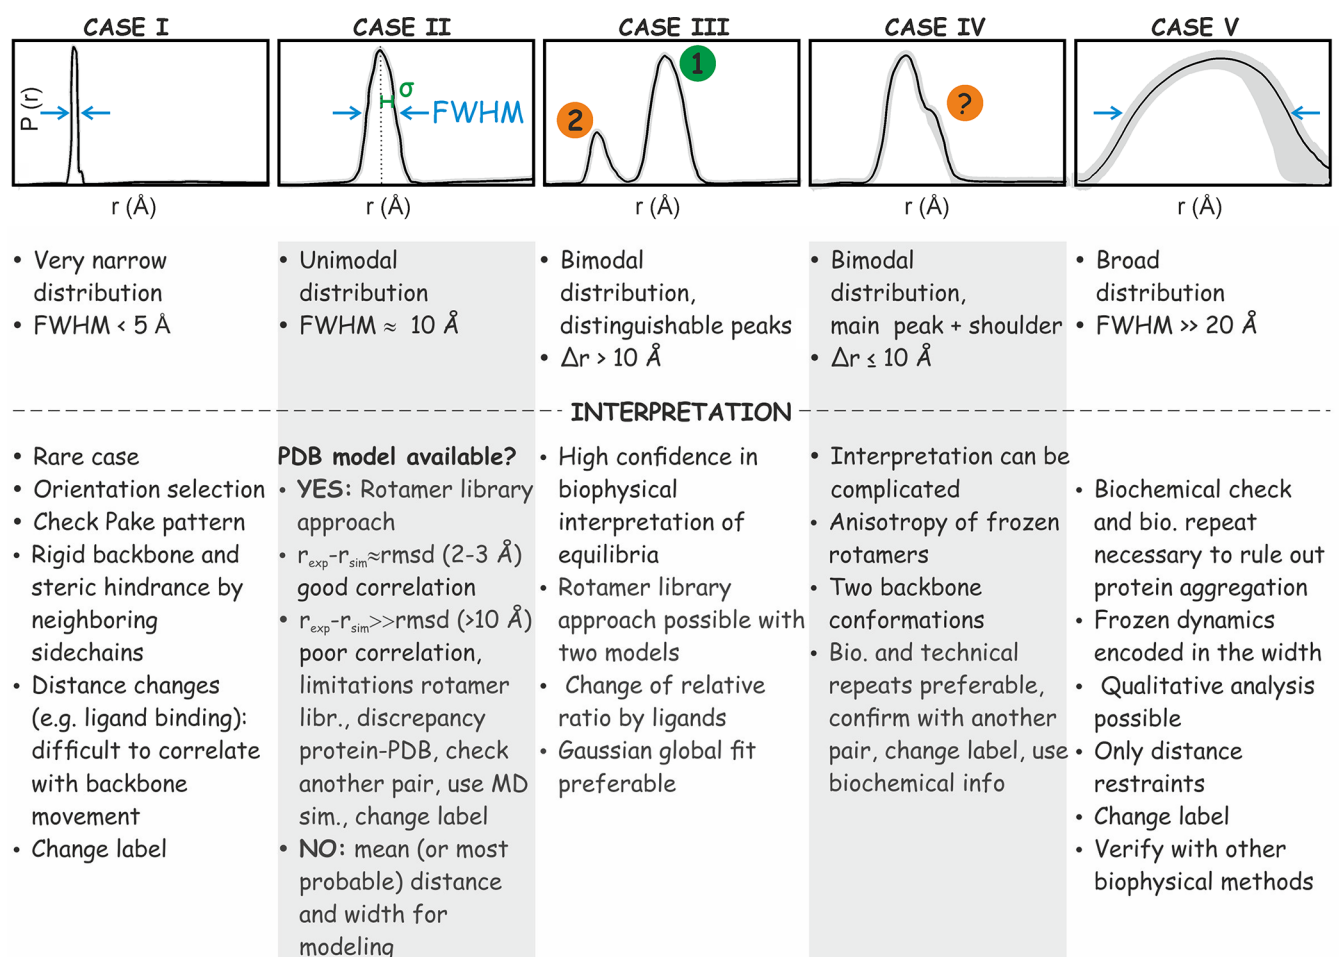 CASE I
CASE II
CASE III
CASE IV
CASE V
P (r)
σ
FWHM
2
1
?
r (Å)
r (Å)
r (Å)
r (Å)
r (Å)
• Very narrow
distribution
• FWHM < 5 Å
• Unimodal
distribution
• FWHM ≈ 10 Å
• Bimodal
distribution,
distinguishable peaks
• Δr > 10 Å
• Bimodal
distribution,
main peak + shoulder
• Δr ≤ 10 Å
• Broad
distribution
• FWHM >> 20 Å
INTERPRETATION
• Rare case
• Orientation selection
• Check Pake pattern
• Rigid backbone and
steric hindrance by
neighboring
sidechains
• Distance changes
(e.g. ligand binding):
difficult to correlate
with backbone
movement
• Change label
PDB model available?
• YES: Rotamer library
approach
• rexp-rsim≈rmsd (2-3 Å)
good correlation
• rexp-rsim>>rmsd (>10 Å)
poor correlation,
limitations rotamer
libr., discrepancy
protein-PDB, check
another pair, use MD
sim., change label
• NO: mean (or most
probable) distance
and width for
modeling
• High confidence in
biophysical
interpretation of
equilibria
• Rotamer library
approach possible with
two models
• Change of relative
ratio by ligands
• Gaussian global fit
preferable
• Interpretation can be
complicated
• Anisotropy of frozen
rotamers
• Two backbone
conformations
• Bio. and technical
repeats preferable,
confirm with another
pair, change label, use
biochemical info
• Biochemical check
and bio. repeat
necessary to rule out
protein aggregation
• Frozen dynamics
encoded in the width
• Qualitative analysis
possible
• Only distance
restraints
• Change label
• Verify with other
biophysical methods